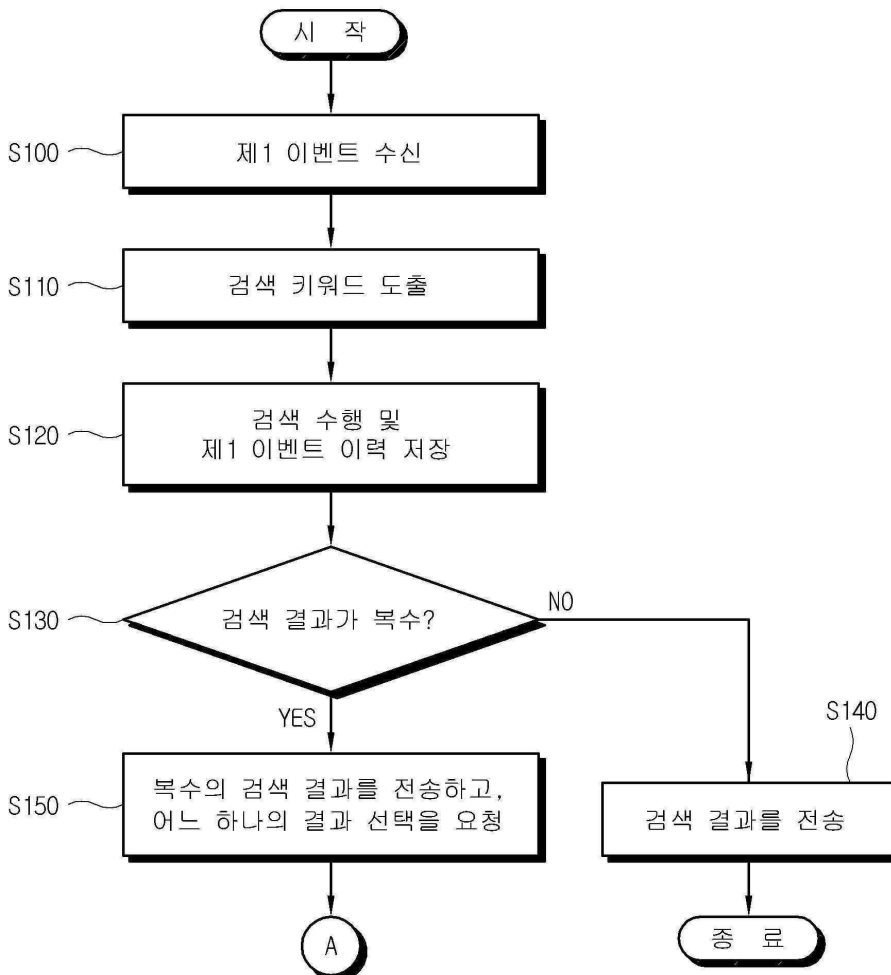 시 작
S100
제1 이벤트 수신
S110
검색 키워드 도출
S120
검색 수행 및
제1 이벤트 이력 저장
S130
검색 결과가 복수?
NO
YES
S140
S150
복수의 검색 결과를 전송하고,
어느 하나의 결과 선택을 요청
검색 결과를 전송
A
종 료